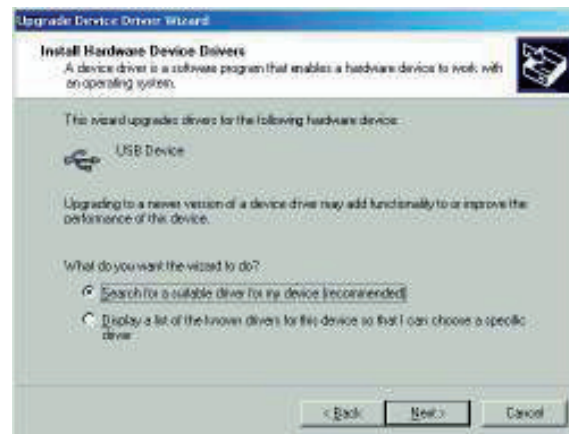 Upgrade Device Driver Wizard
Install Hardware Device Drivers
A device driver is a software program that enables a hardware device to work with
an operating system.
This wizard upgrades drivers for the following hardware device:
USB Device
Upgrading to a newer version of a device driver may add functionality to or improve the
performance of this device.
What do you want the wizard to do?
Search for a suitable driver for my device (recommended)
Display a list of the known drivers for this device so that I can choose a specific
driver
< Back
Next >
Cancel